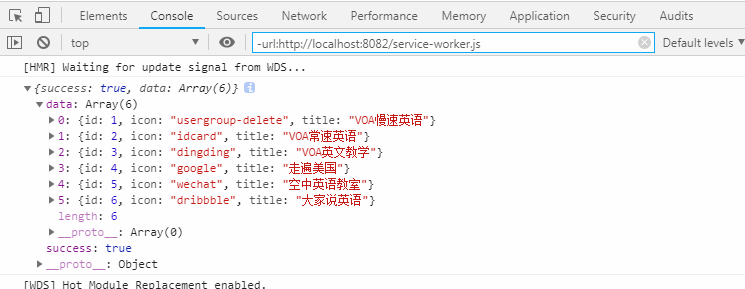 Elements Console Sources Network Performance Memory Application Security Audits
top -url:http://localhost:8082/service-worker.js Default levels
[HMR] Waiting for update signal from WDS...
{success: true, data: Array(6)}
data: Array(6)
0: {id: 1, icon: "usergroup-delete", title: "VOA慢速英语"}
1: {id: 2, icon: "idcard", title: "VOA常速英语"}
2: {id: 3, icon: "dingding", title: "VOA英文教学"}
3: {id: 4, icon: "google", title: "走遍美国"}
4: {id: 5, icon: "wechat", title: "空中英语教室"}
5: {id: 6, icon: "dribbble", title: "大家说英语"}
length: 6
__proto__: Array(0)
success: true
__proto__: Object
[WDS] Hot Module Replacement enabled.